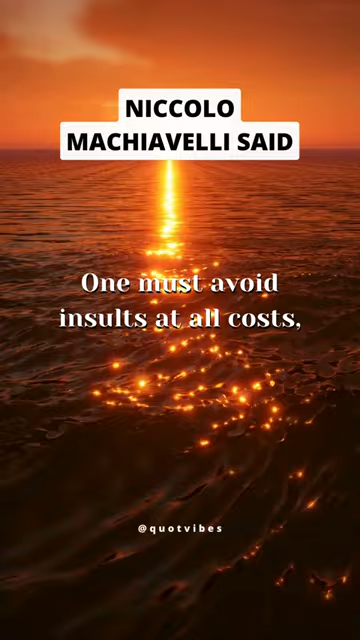 NICCOLO
MACHIAVELLI SAID
One must avoid
insults at all costs,
@quotvibes